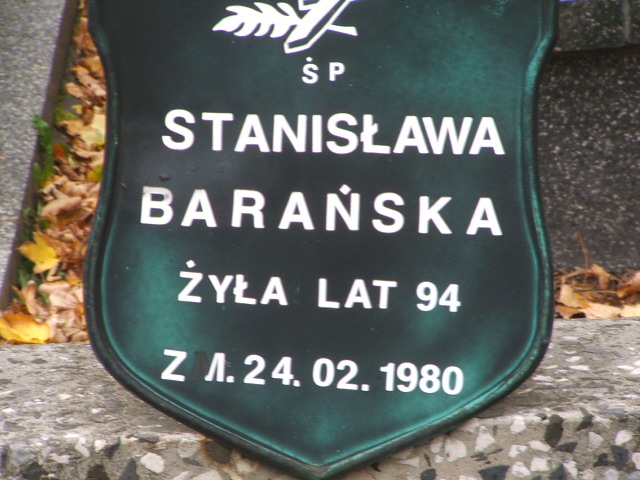 ŚP
STANISŁAWA
BARAŃSKA
ŻYŁA LAT 94
ZM. 24. 02. 1980